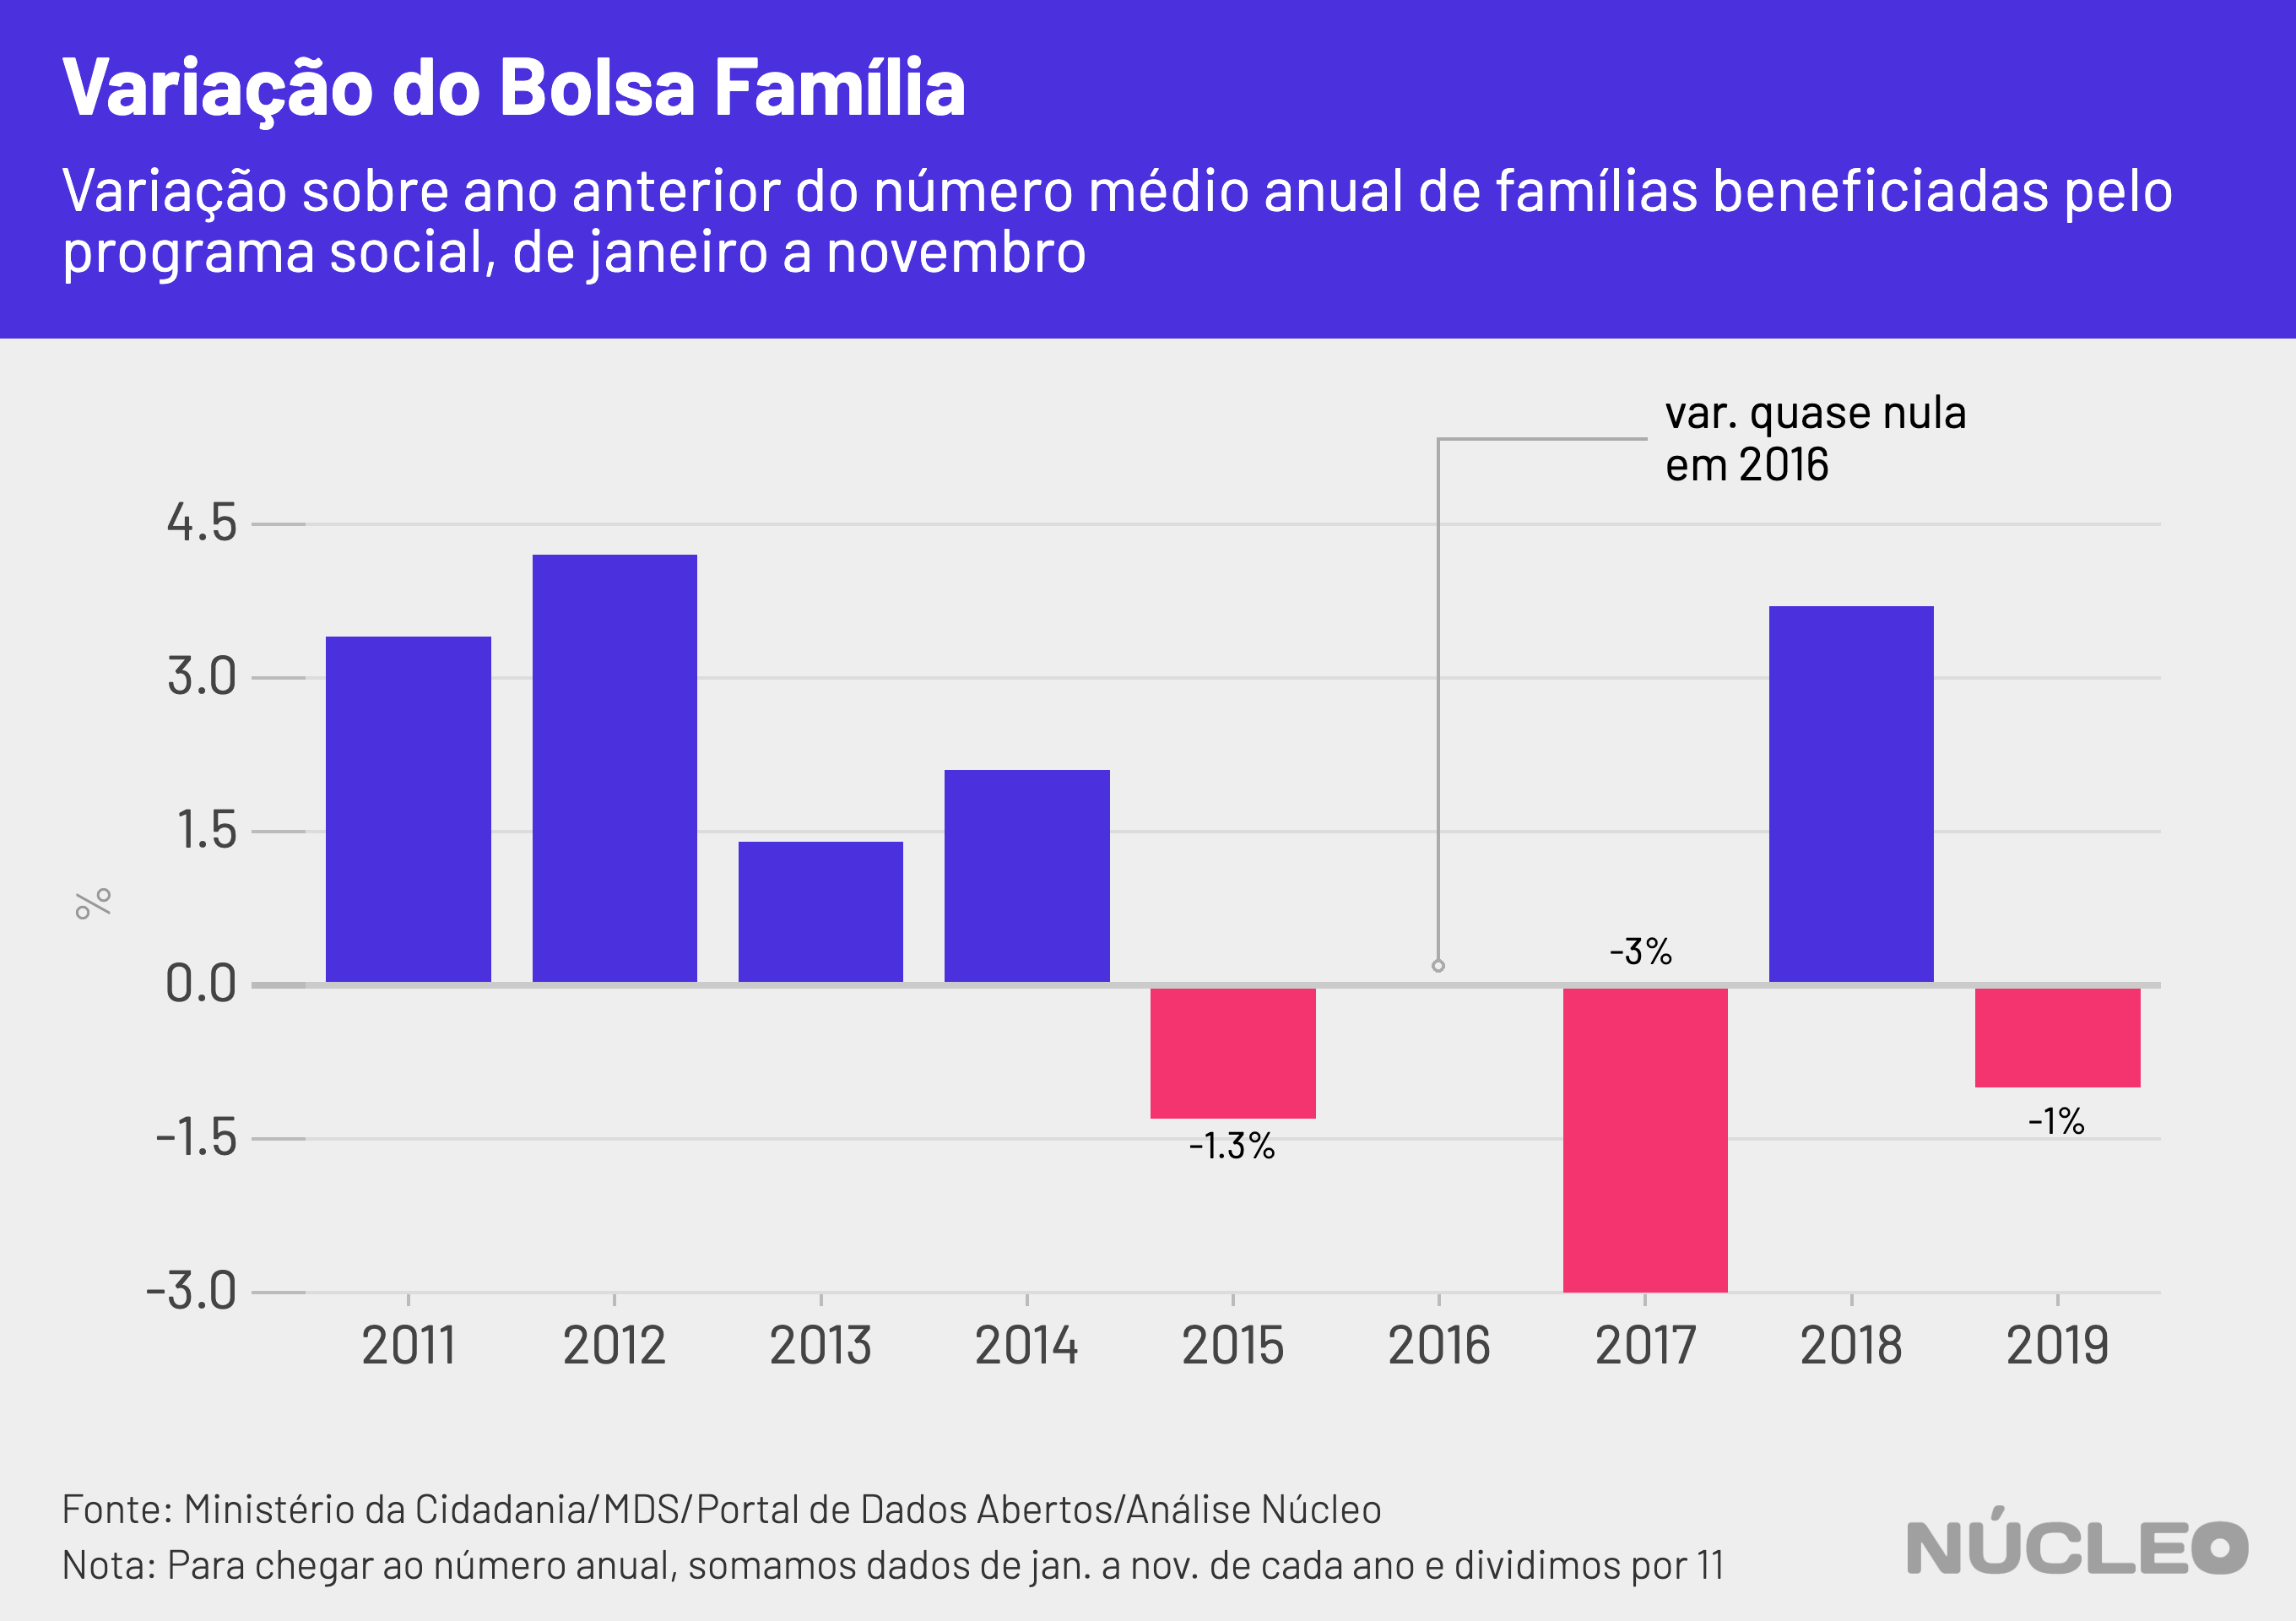 Variação do Bolsa Família
Variação sobre ano anterior do número médio anual de famílias beneficiadas pelo
programa social, de janeiro a novembro
var. quase nula
em 2016
4.5
3.0
1.5
%
0.0
-1.5
-3.0
-1.3%
-3%
-1%
2011 2012 2013 2014 2015 2016 2017 2018 2019
Fonte: Ministério da Cidadania/MDS/Portal de Dados Abertos/Análise Núcleo
Nota: Para chegar ao número anual, somamos dados de jan. a nov. de cada ano e dividimos por 11
NÚCLEO